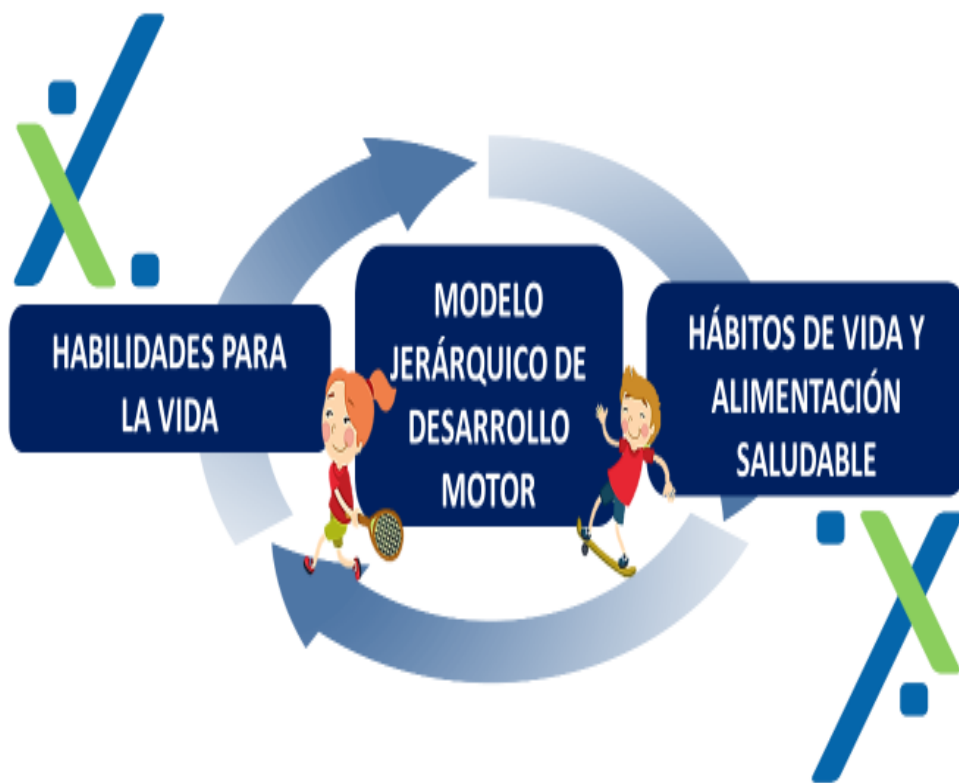 HABILIDADES PARA
LA VIDA
MODELO
JERÁRQUICO DE
DESARROLLO
MOTOR
HÁBITOS DE VIDA Y
ALIMENTACIÓN
SALUDABLE